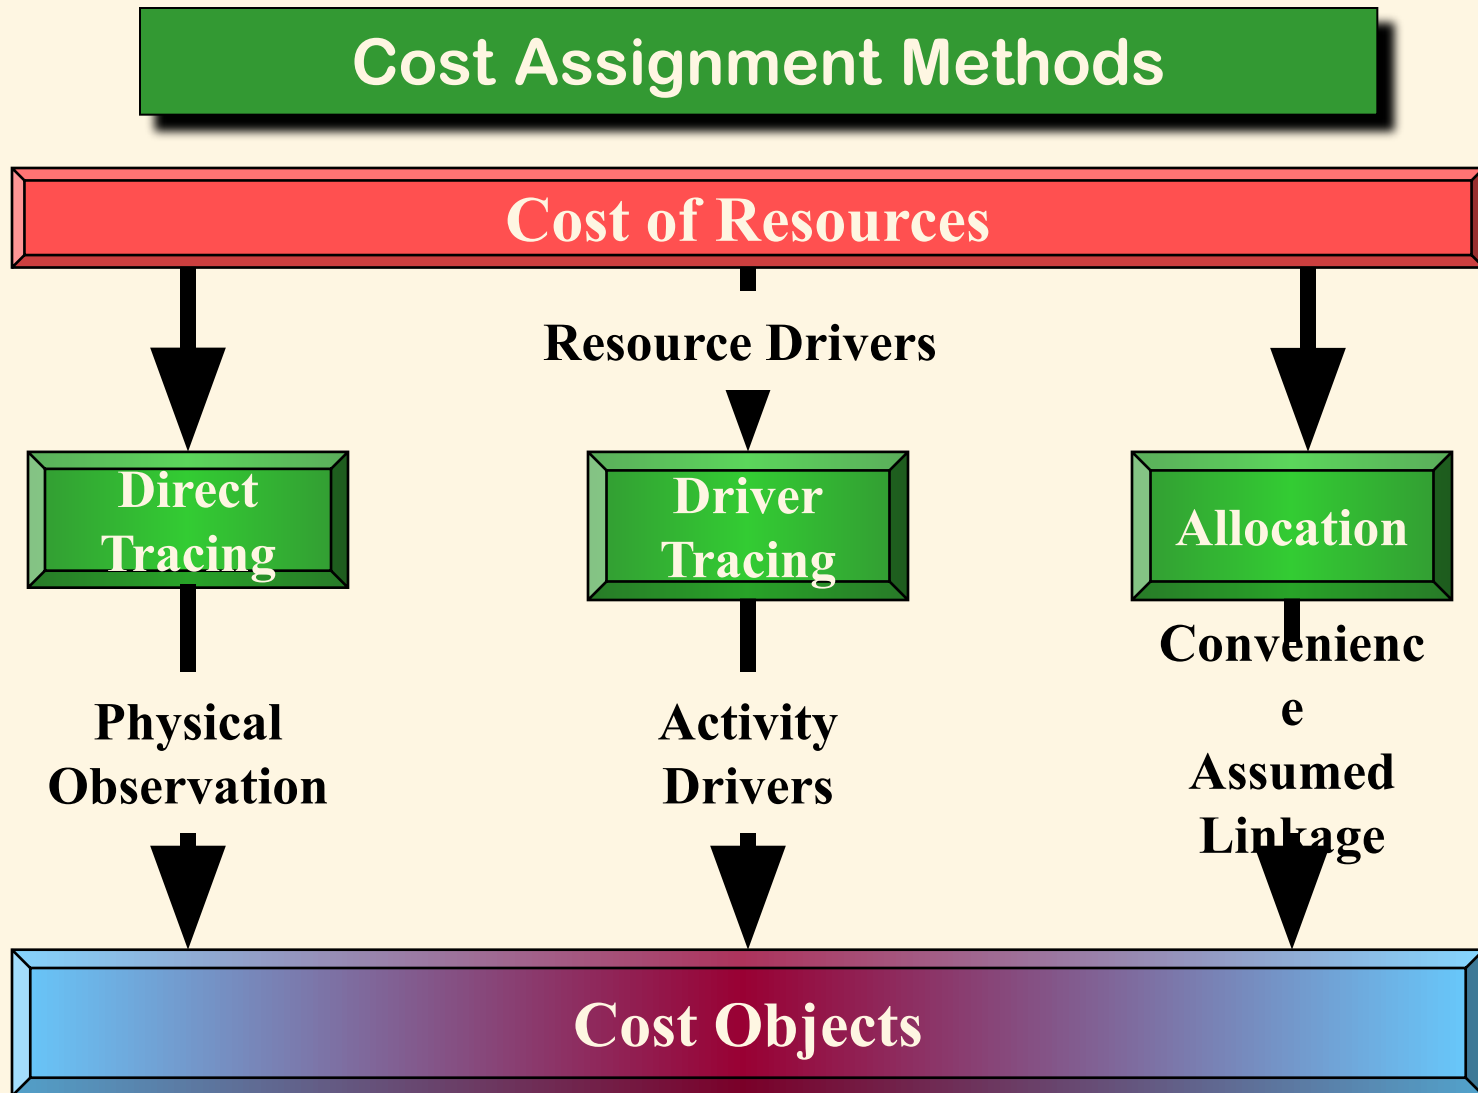 Cost Assignment Methods
Cost of Resources
Resource Drivers
Direct
Tracing
Driver
Tracing
Allocation
Physical
Observation
Activity
Drivers
Convenienc
e
Assumed
Linkage
Cost Objects